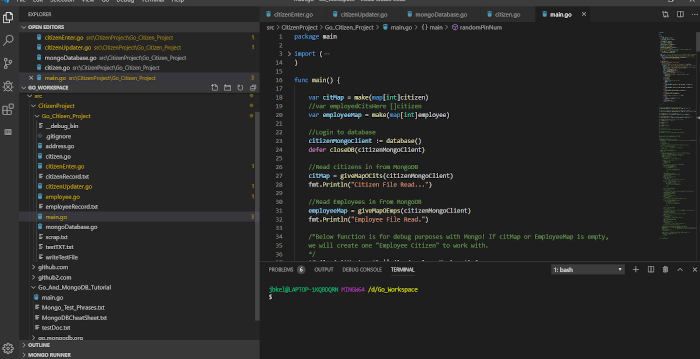 File Edit Selection View Go Debug Terminal Help
EXPLORER
OPEN EDITORS
citizenEnter.go src\CitizenProject\Go_Citizen_Project 1
citizenUpdater.go src\CitizenProject\Go_Citizen_Project 1
mongoDatabase.go src\CitizenProject\Go_Citizen_Project
citizen.go src\CitizenProject\Go_Citizen_Project
main.go src\CitizenProject\Go_Citizen_Project 3
GO_WORKSPACE
src
CitizenProject
Go_Citizen_Project
__debug_bin
.gitignore
address.go
citizen.go
citizenEnter.go 1
citizenRecord.txt
citizenUpdater.go 1
employee.go 1
employeeRecord.txt
main.go 3
mongoDatabase.go
scrap.txt
testTXT.txt
writeTestFile
github.com
github2.com
Go_And_MongoDB_Tutorial
main.go
Mongo_Test_Phrases.txt
MongoDBCheatSheet.txt
testDoc.txt
go.mongodb.org
OUTLINE
MONGO RUNNER
citizenEnter.go citizenUpdater.go mongoDatabase.go citizen.go main.go
src > CitizenProject > Go_Citizen_Project > main.go > {} main > randomPinNum
1 package main
2
3 import (
14 )
15
16 func main() {
17
18 var citMap = make(map[int]citizen)
19 //var employedCitsHere []citizen
20 var employeeMap = make(map[int]employee)
21
22 //Login to database
23 citizenMongoClient := database()
24 defer closeDB(citizenMongoClient)
25
26 //Read citizens in from MongoDB
27 citMap = giveMapOCits(citizenMongoClient)
28 fmt.Println("Citizen File Read...")
29
30 //Read Employees in from MongoDB
31 employeeMap = giveMapOEmps(citizenMongoClient)
32 fmt.Println("Employee File Read.")
33
34 /*Below function is for debug purposes with Mongo! If citMap or EmployeeMap is empty,
35 we will create one "Employee Citizen" to work with.
36 */
PROBLEMS 6 OUTPUT DEBUG CONSOLE TERMINAL 1: bash
jbkel@LAPTOP-1KQBDQRN MINGW64 /d/Go_Workspace
$